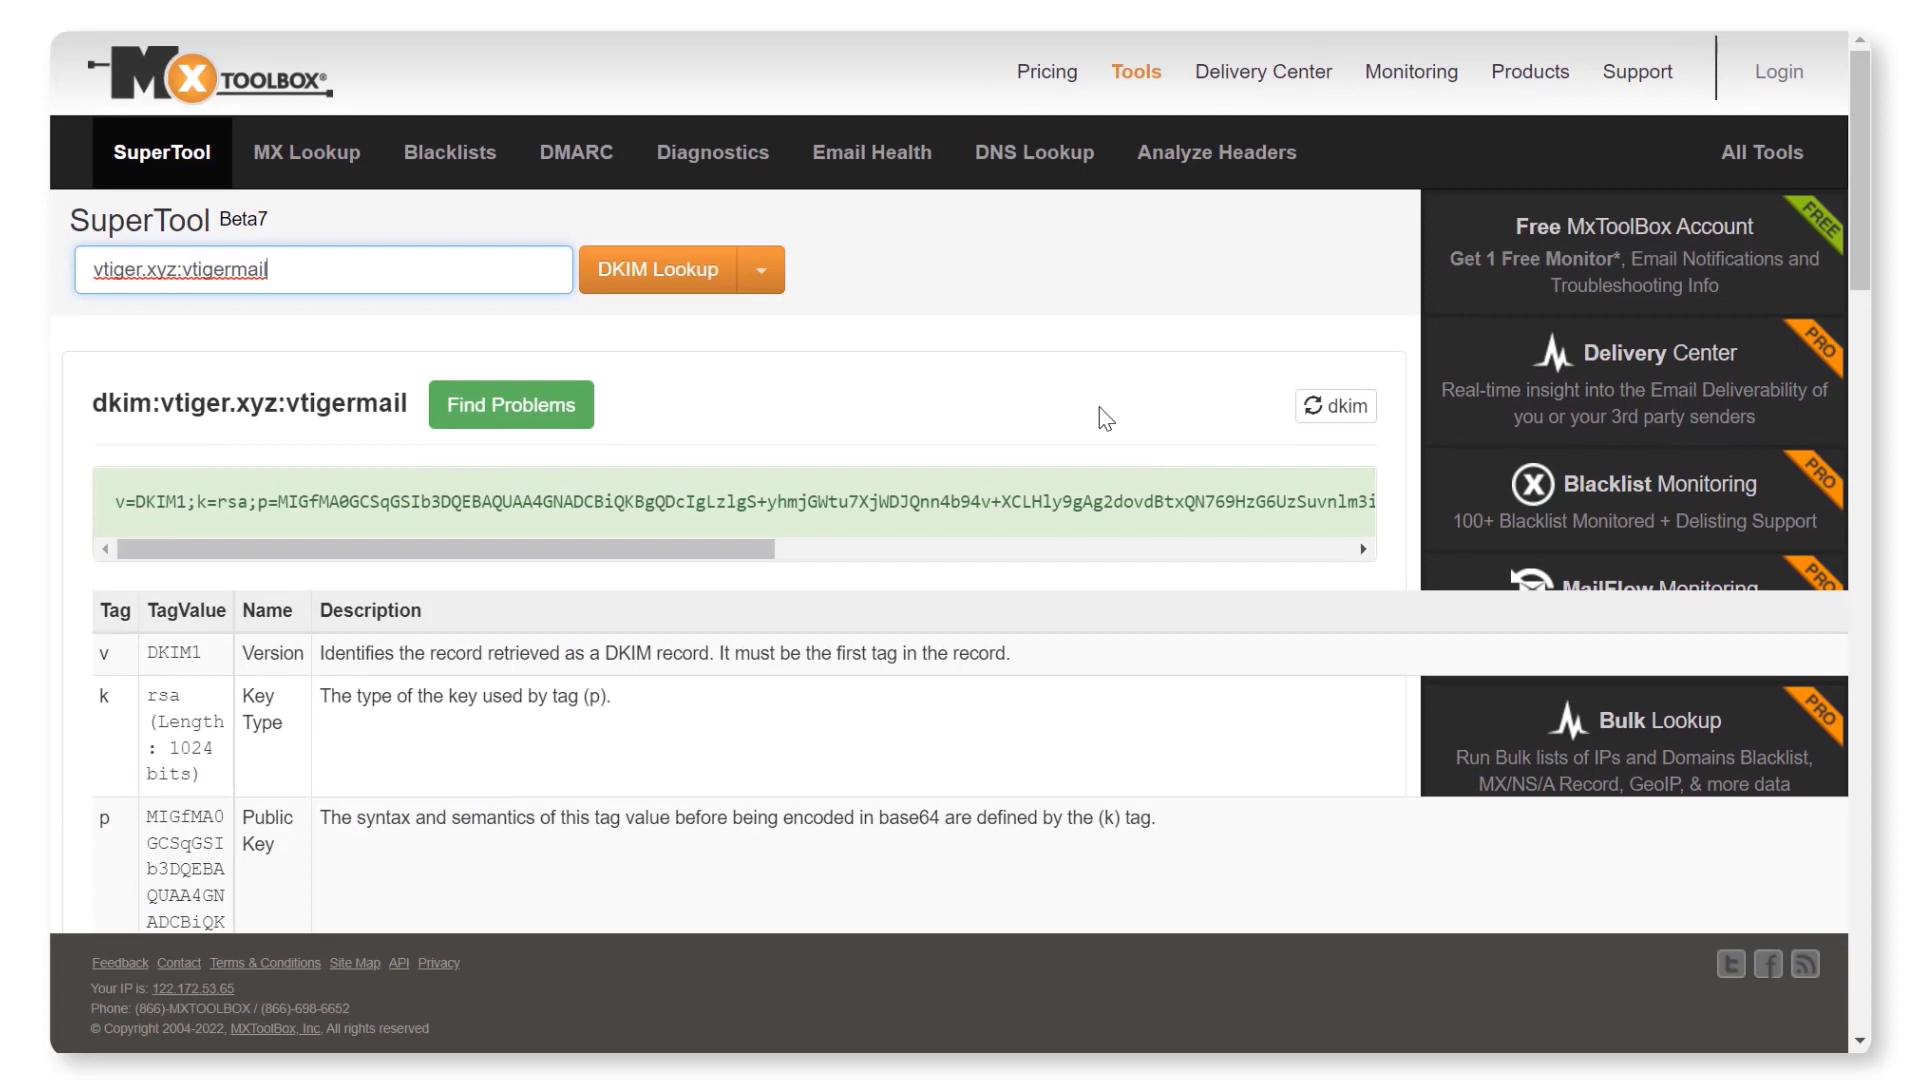 MX TOOLBOX®
Pricing Tools Delivery Center Monitoring Products Support Login
SuperTool MX Lookup Blacklists DMARC Diagnostics Email Health DNS Lookup Analyze Headers All Tools
SuperTool Beta7
vtiger.xyz:vtigermail
DKIM Lookup
dkim:vtiger.xyz:vtigermail
Find Problems
dkim
v=DKIM1;k=rsa;p=MIGfMA0GCSqGSIb3DQEBAQUAA4GNADCBiQKBgQDcIgLzlgS+yhmjGWtu7XjWDJQnn4b94v+XCLHly9gAg2dovdBtxQN769HzG6UzSuvnlm3i
Tag TagValue Name Description
v DKIM1 Version Identifies the record retrieved as a DKIM record. It must be the first tag in the record.
k rsa Key The type of the key used by tag (p).
(Length Type
: 1024
bits)
p MIGfMA0 Public The syntax and semantics of this tag value before being encoded in base64 are defined by the (k) tag.
GCSqGSI Key
b3DQEBA
QUAA4GN
ADCBiQK
Free MxToolBox Account
FREE
Get 1 Free Monitor*, Email Notifications and
Troubleshooting Info
Delivery Center
PRO
Real-time insight into the Email Deliverability of
you or your 3rd party senders
Blacklist Monitoring
PRO
100+ Blacklist Monitored + Delisting Support
MailFlow Monitoring
PRO
Bulk Lookup
PRO
Run Bulk lists of IPs and Domains Blacklist,
MX/NS/A Record, GeoIP, & more data
Feedback Contact Terms & Conditions Site Map API Privacy
Your IP is: 122.172.53.65
Phone: (866)-MXTOOLBOX / (866)-698-6652
© Copyright 2004-2022, MXToolBox, Inc. All rights reserved